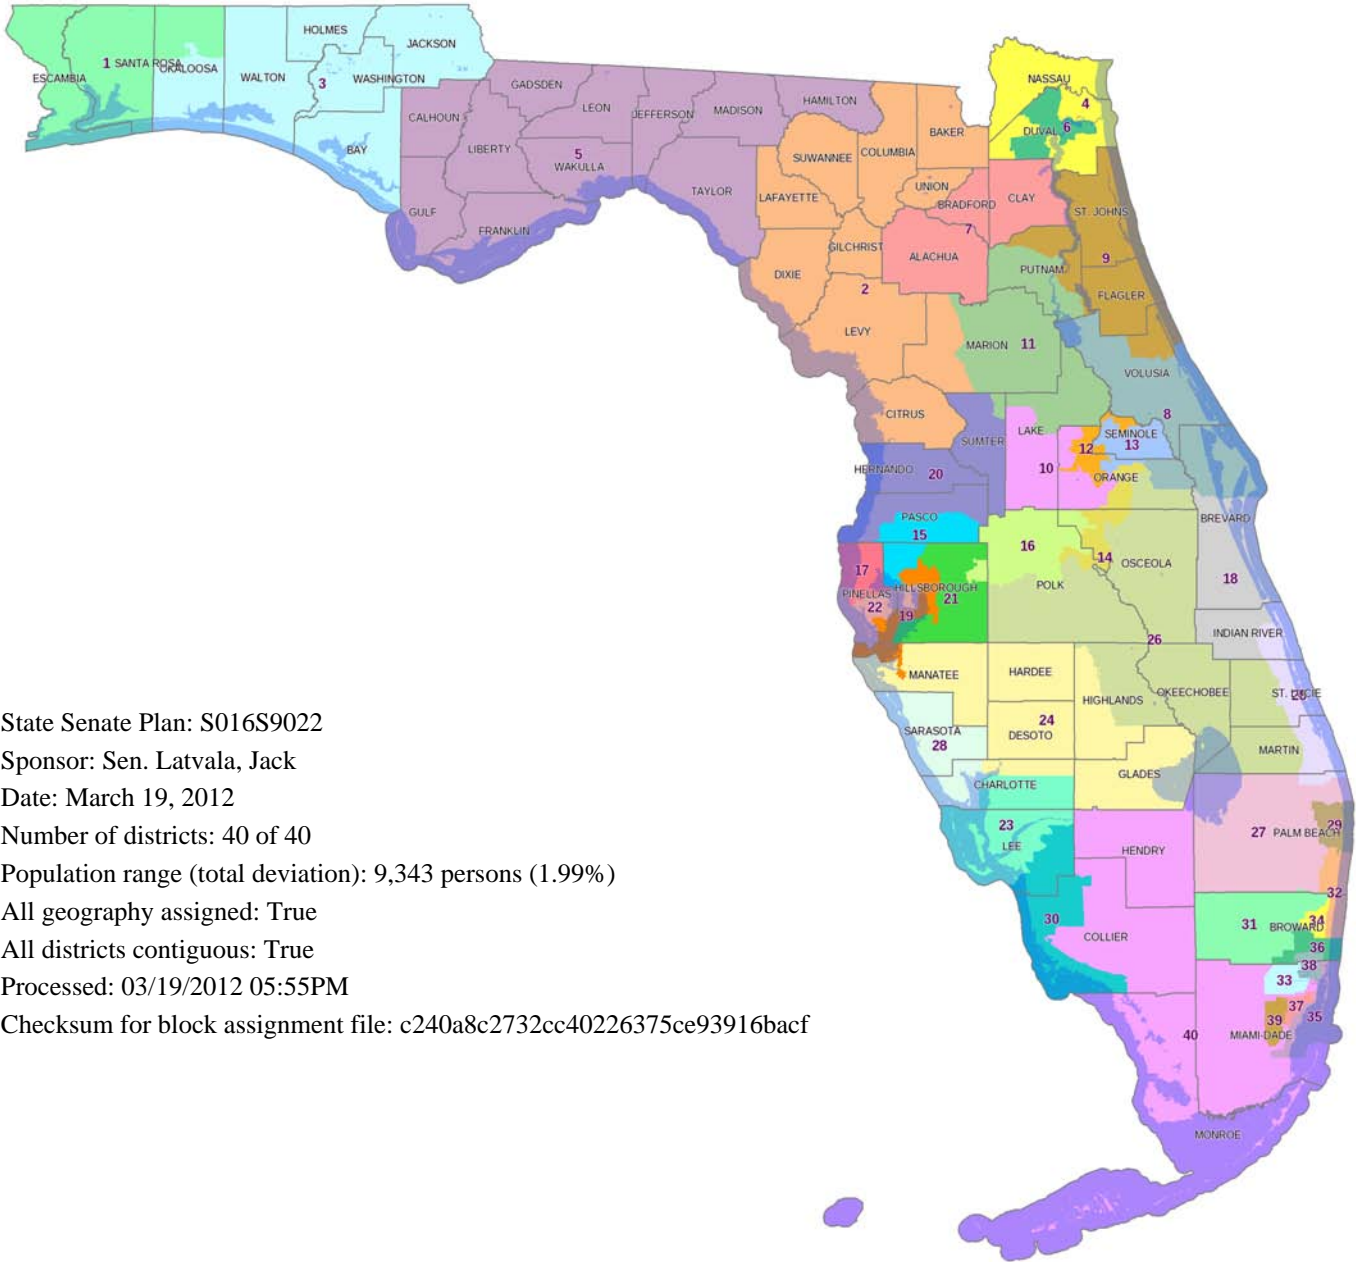 HOLMES
JACKSON
1 SANTA ROSA
ESCAMBIA
OKALOOSA
WALTON
3
WASHINGTON
BAY
GADSDEN
LEON
JEFFERSON
MADISON
HAMILTON
CALHOUN
LIBERTY
5
WAKULLA
TAYLOR
GULF
FRANKLIN
NASSAU
4
DUVAL
6
BAKER
COLUMBIA
SUWANNEE
UNION
LAFAYETTE
BRADFORD
CLAY
ST. JOHNS
7
GILCHRIST
ALACHUA
DIXIE
PUTNAM
9
FLAGLER
2
LEVY
MARION
11
VOLUSIA
8
CITRUS
SUMTER
LAKE
SEMINOLE
12
13
10
ORANGE
HERNANDO
20
PASCO
15
BREVARD
16
14
OSCEOLA
17
18
POLK
PINELLAS
HILLSBOROUGH
21
22
19
INDIAN RIVER
26
MANATEE
HARDEE
HIGHLANDS
OKEECHOBEE
ST. LUCIE
24
SARASOTA
28
DESOTO
MARTIN
GLADES
CHARLOTTE
23
LEE
HENDRY
27
PALM BEACH
29
32
30
COLLIER
31
BROWARD
34
36
38
33
37
35
39
MIAMI-DADE
40
MONROE
State Senate Plan: S016S9022
Sponsor: Sen. Latvala, Jack
Date: March 19, 2012
Number of districts: 40 of 40
Population range (total deviation): 9,343 persons (1.99%)
All geography assigned: True
All districts contiguous: True
Processed: 03/19/2012 05:55PM
Checksum for block assignment file: c240a8c2732cc40226375ce93916bacf